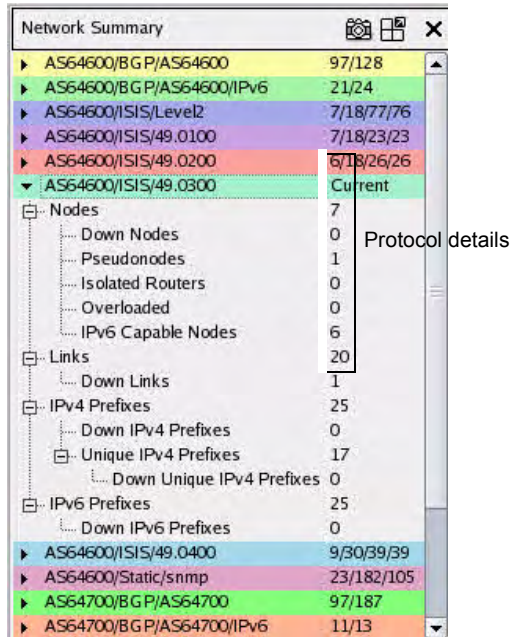 Network Summary
AS64600/BGP/AS64600 97/128
AS64600/BGP/AS64600/IPv6 21/24
AS64600/ISIS/Level2 7/18/77/76
AS64600/ISIS/49.0100 7/18/23/23
AS64600/ISIS/49.0200 6/18/26/26
AS64600/ISIS/49.0300 Current
Nodes 7
Down Nodes 0
Protocol details
Pseudonodes 1
Isolated Routers 0
Overloaded 0
IPv6 Capable Nodes 6
Links 20
Down Links 1
IPv4 Prefixes 25
Down IPv4 Prefixes 0
Unique IPv4 Prefixes 17
Down Unique IPv4 Prefixes 0
IPv6 Prefixes 25
Down IPv6 Prefixes 0
AS64600/ISIS/49.0400 9/30/39/39
AS64600/Static/snmp 23/182/105
AS64700/BGP/AS64700 97/187
AS64700/BGP/AS64700/IPv6 11/13